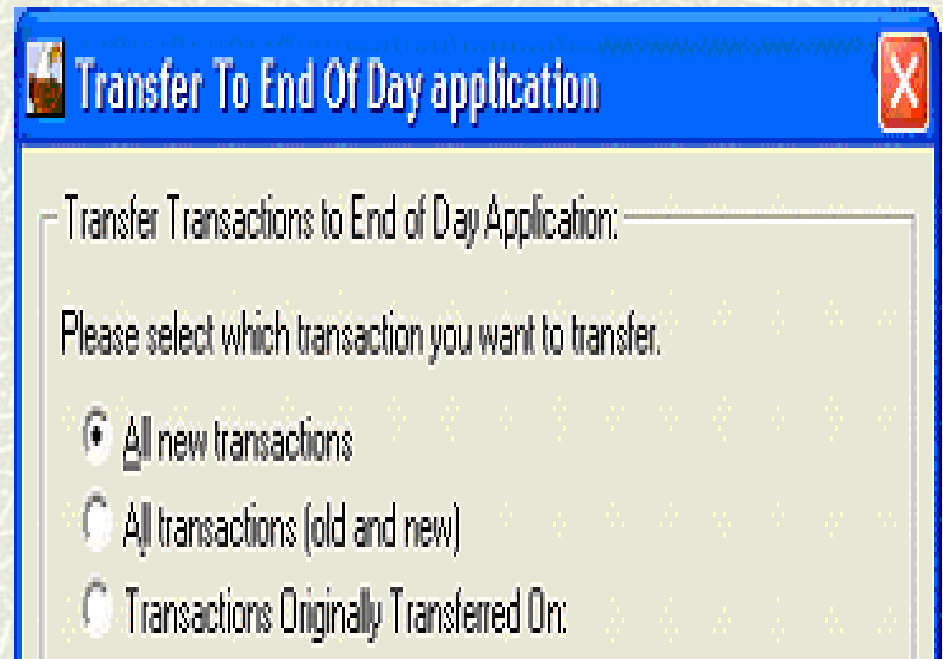 Transfer To End Of Day application
Transfer Transactions to End of Day Application:
Please select which transaction you want to transfer.
All new transactions
All transactions (old and new)
Transactions Originally Transferred On: